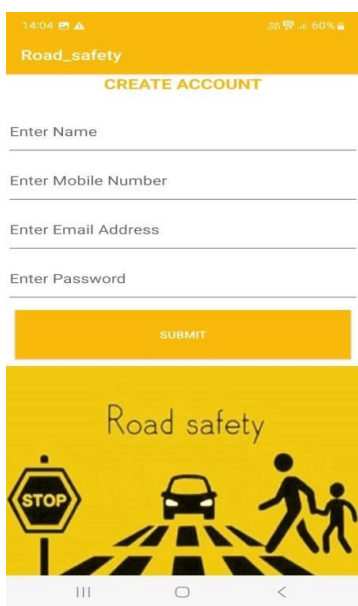 14:04
60%
Road_safety
CREATE ACCOUNT
Enter Name
Enter Mobile Number
Enter Email Address
Enter Password
SUBMIT
Road safety
STOP